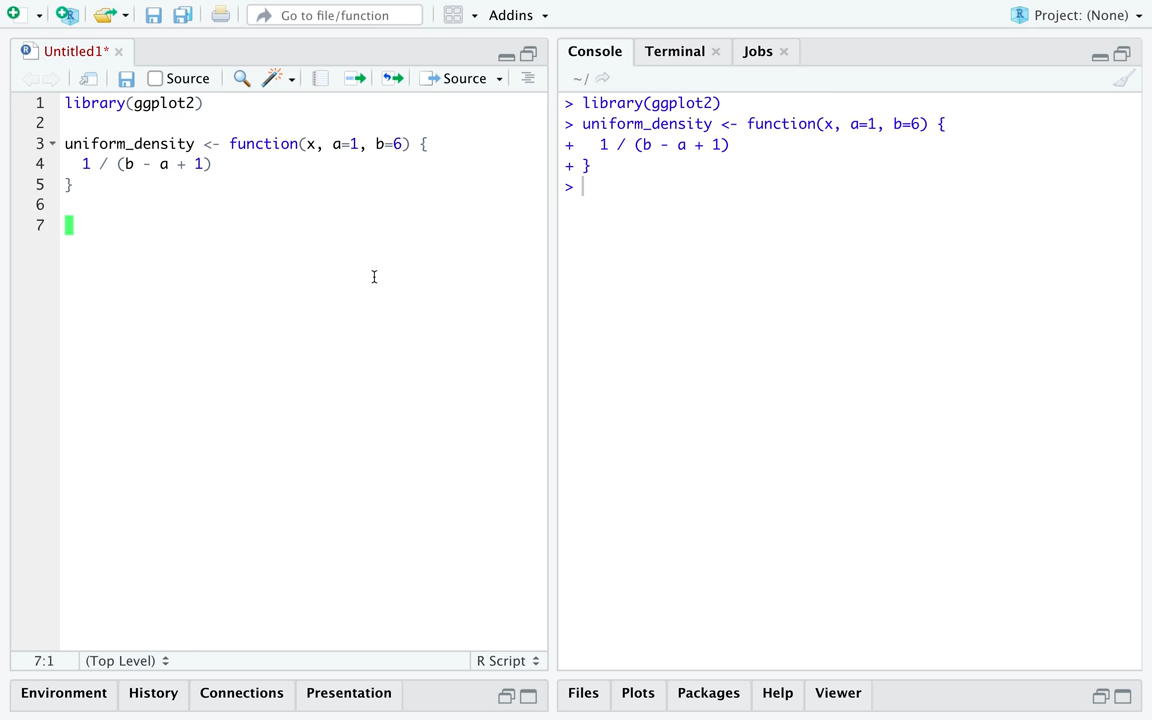 Go to file/function
Addins
Project: (None)
Untitled1*
Source
Source
1 library(ggplot2)
2
3 uniform_density <- function(x, a=1, b=6) {
4 1 / (b - a + 1)
5 }
6
7
7:1 (Top Level) R Script
Environment History Connections Presentation
Console Terminal Jobs
~/
> library(ggplot2)
> uniform_density <- function(x, a=1, b=6) {
+ 1 / (b - a + 1)
+ }
>
Files Plots Packages Help Viewer